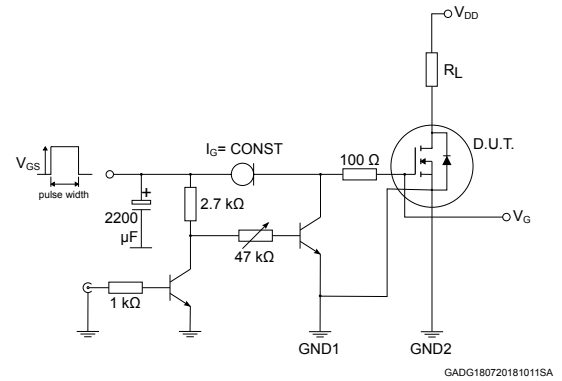 VDD
RL
IG= CONST
100 Ω
D.U.T.
VGS
pulse width
+
2200
μF
2.7 kΩ
VG
47 kΩ
1 kΩ
GND1
GND2
GADG180720181011SA